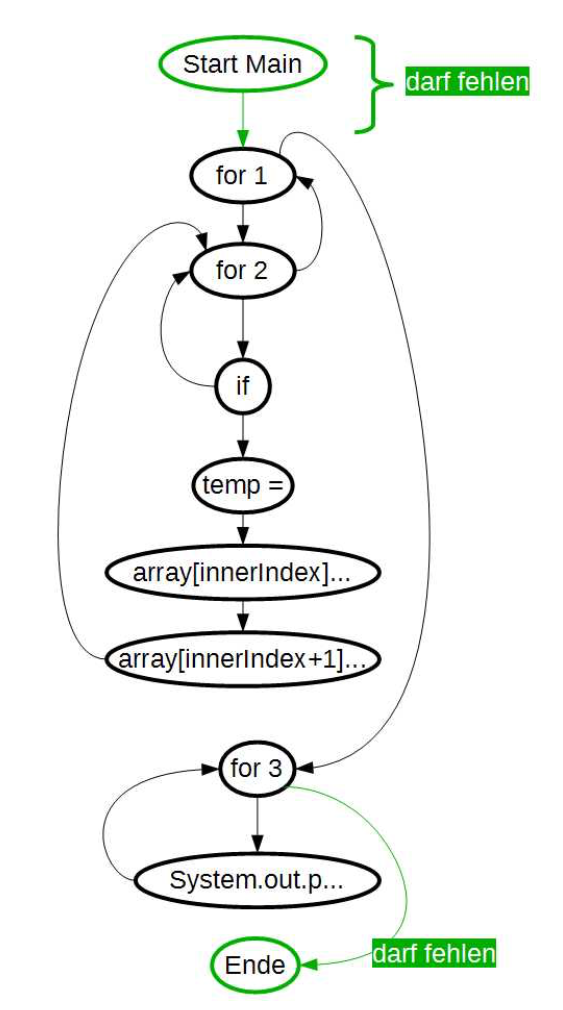 Start Main
darf fehlen
for 1
for 2
if
temp =
array[innerIndex]...
array[innerIndex+1]...
for 3
System.out.p...
darf fehlen
Ende